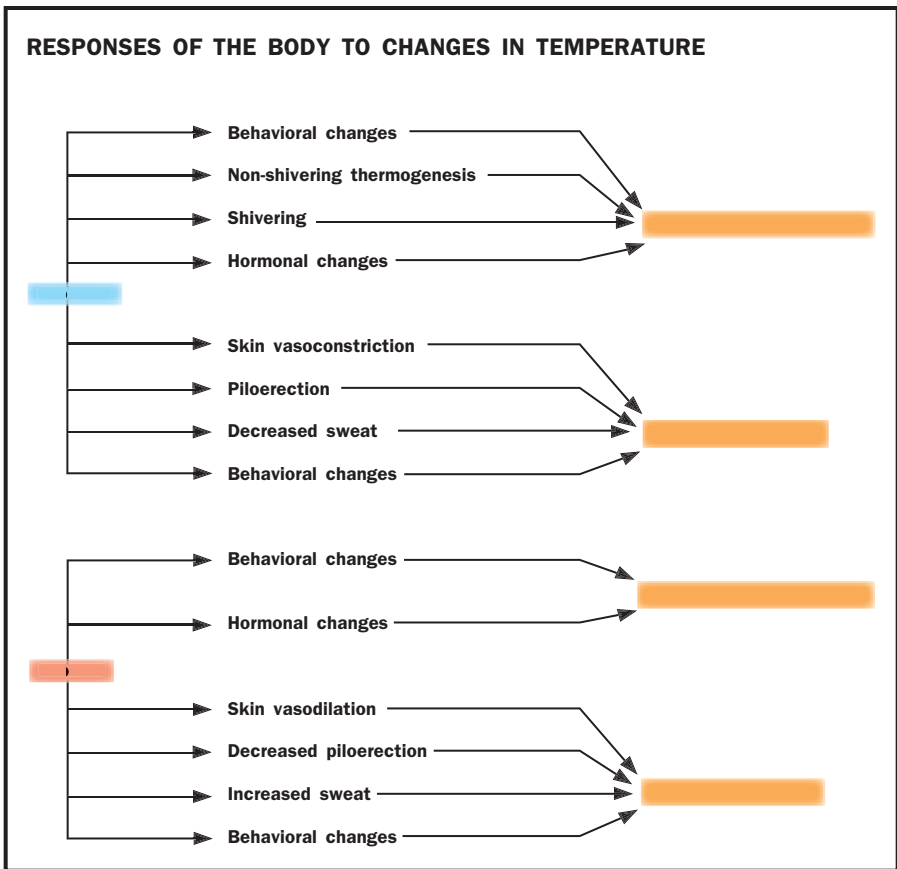 RESPONSES OF THE BODY TO CHANGES IN TEMPERATURE
Behavioral changes
Non-shivering thermogenesis
Shivering
Hormonal changes
Skin vasoconstriction
Piloerection
Decreased sweat
Behavioral changes
Behavioral changes
Hormonal changes
Skin vasodilation
Decreased piloerection
Increased sweat
Behavioral changes